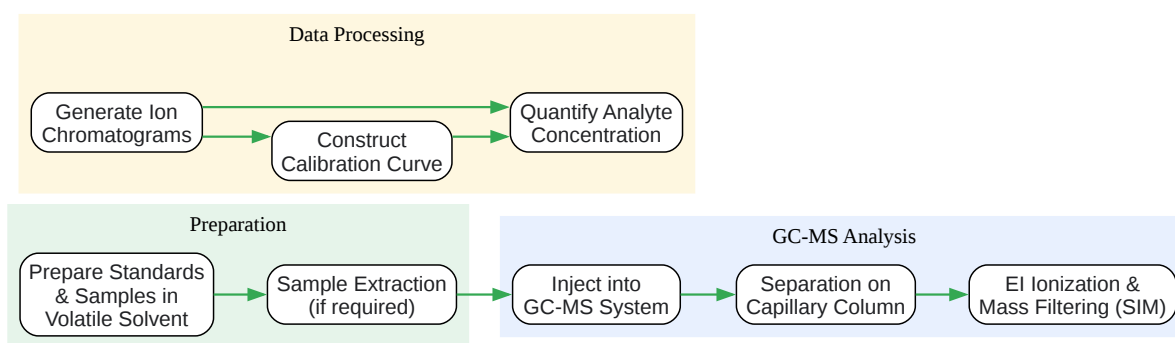 Data Processing
Generate Ion
Chromatograms
Construct
Calibration Curve
Quantify Analyte
Concentration
Preparation
Prepare Standards
& Samples in
Volatile Solvent
Sample Extraction
(if required)
GC-MS Analysis
Inject into
GC-MS System
Separation on
Capillary Column
EI Ionization &
Mass Filtering (SIM)